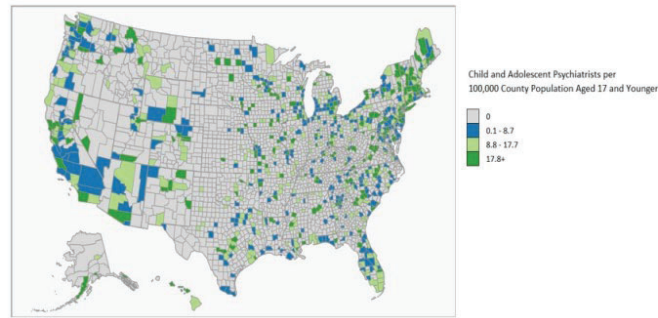 Child and Adolescent Psychiatrists per
100,000 County Population Aged 17 and Younger
0
0.1 - 8.7
8.8 - 17.7
17.8+